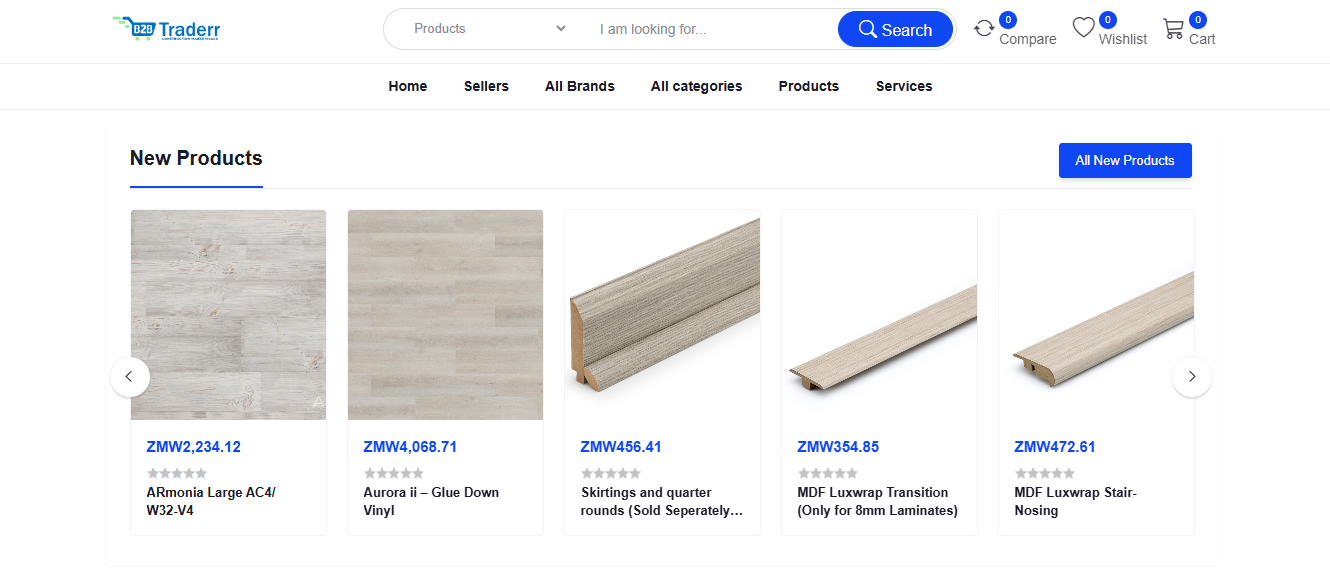 B2B Traderr
CONSTRUCTION MARKETPLACE
Products
I am looking for...
Search
0
Compare
0
Wishlist
0
Cart
Home
Sellers
All Brands
All categories
Products
Services
New Products
All New Products
ZMW2,234.12
ARmonia Large AC4/
W32-V4
ZMW4,068.71
Aurora ii – Glue Down
Vinyl
ZMW456.41
Skirtings and quarter
rounds (Sold Seperately...
ZMW354.85
MDF Luxwrap Transition
(Only for 8mm Laminates)
ZMW472.61
MDF Luxwrap Stair-
Nosing